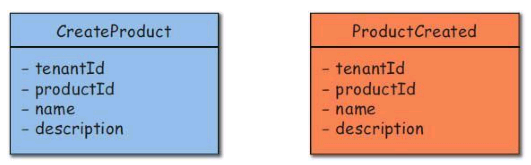 CreateProduct
- tenantId
- productId
- name
- description
ProductCreated
- tenantId
- productId
- name
- description